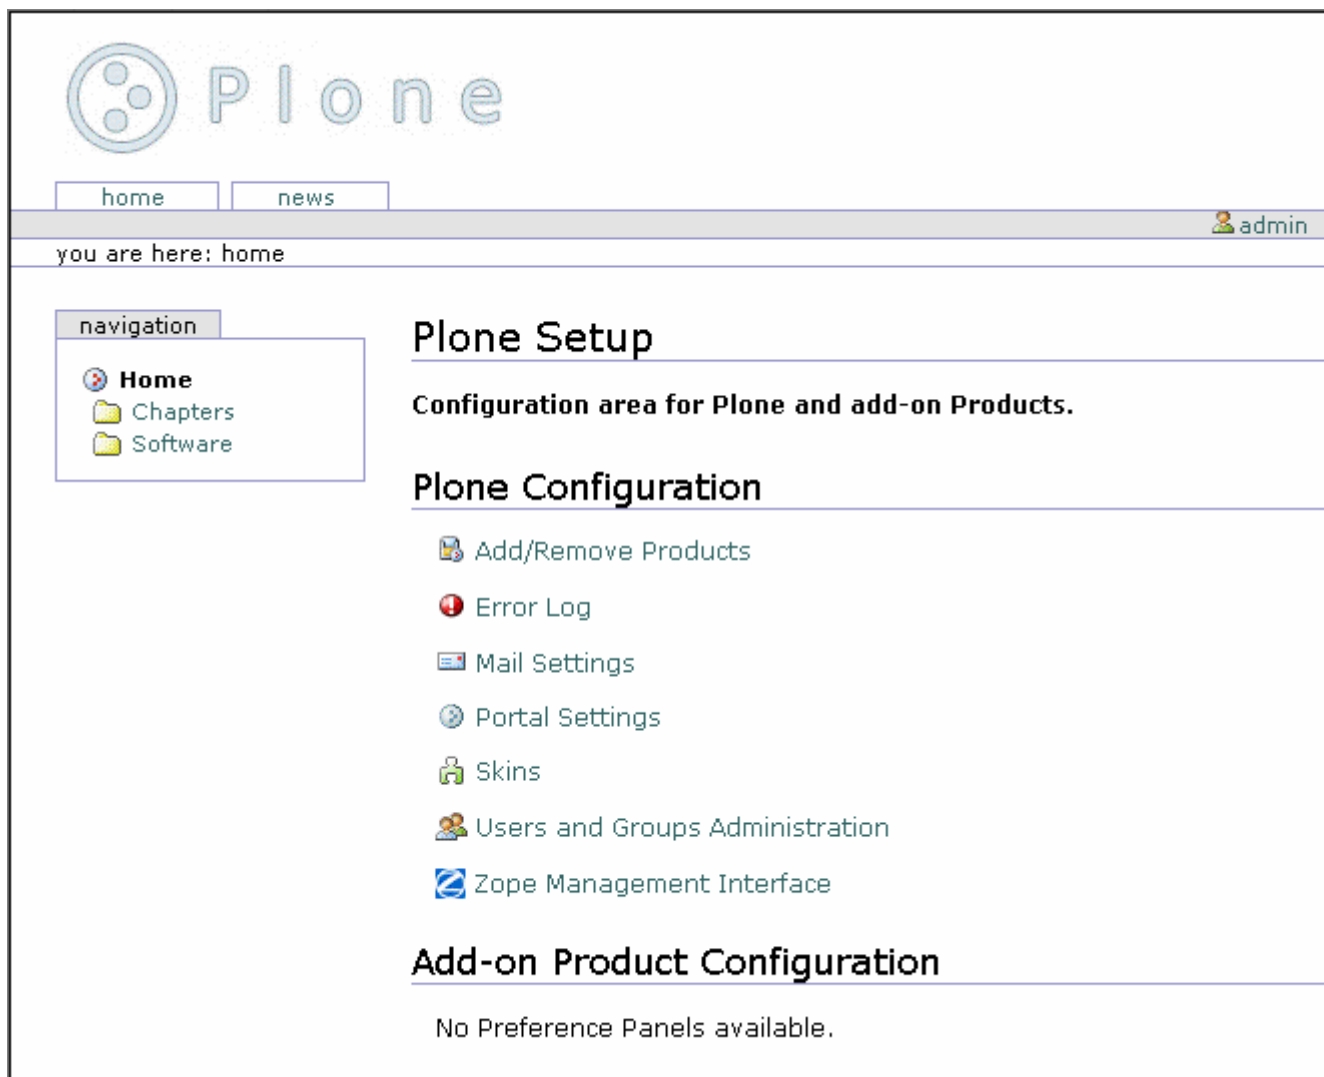 Plone
home
news
admin
you are here: home
navigation
Home
Chapters
Software
Plone Setup
Configuration area for Plone and add-on Products.
Plone Configuration
Add/Remove Products
Error Log
Mail Settings
Portal Settings
Skins
Users and Groups Administration
Zope Management Interface
Add-on Product Configuration
No Preference Panels available.